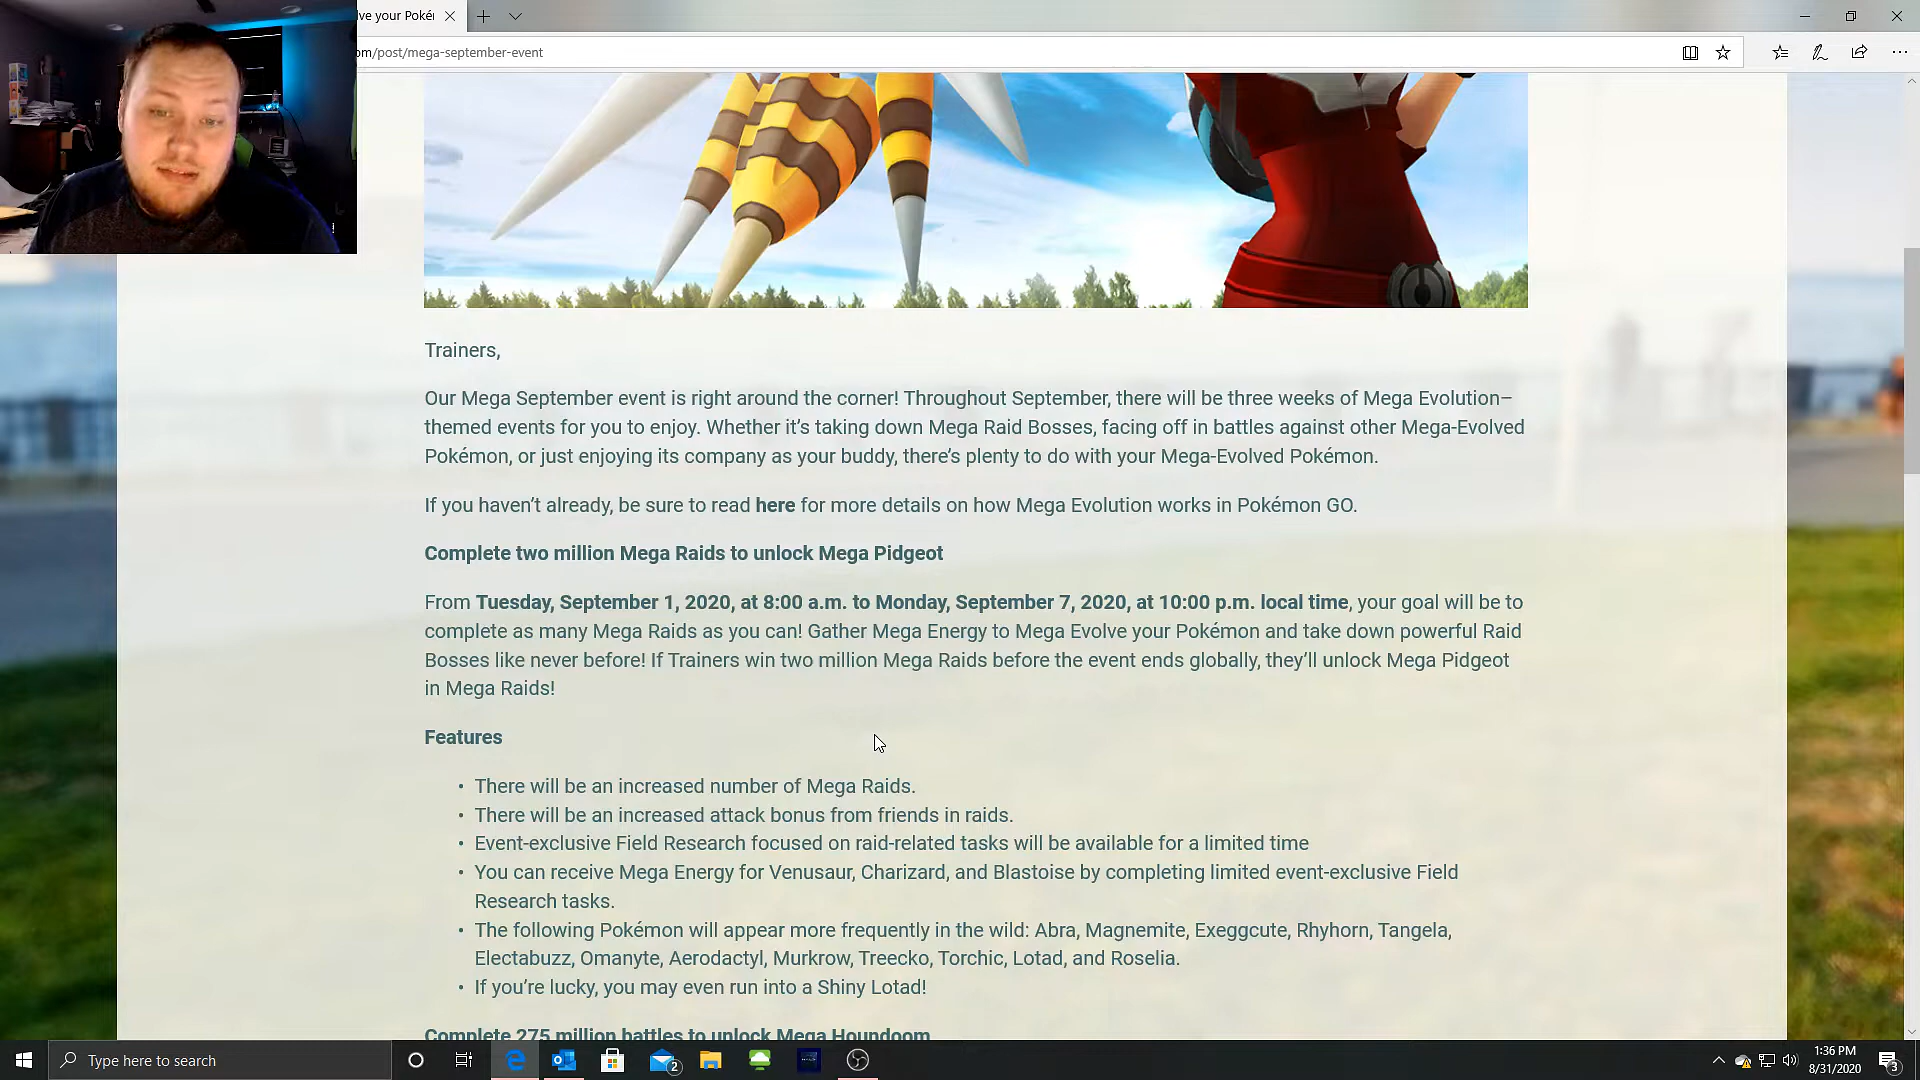 lve your Poké
om/post/mega-september-event
Trainers,
Our Mega September event is right around the corner! Throughout September, there will be three weeks of Mega Evolution–
themed events for you to enjoy. Whether it's taking down Mega Raid Bosses, facing off in battles against other Mega-Evolved
Pokémon, or just enjoying its company as your buddy, there's plenty to do with your Mega-Evolved Pokémon.
If you haven't already, be sure to read here for more details on how Mega Evolution works in Pokémon GO.
Complete two million Mega Raids to unlock Mega Pidgeot
From Tuesday, September 1, 2020, at 8:00 a.m. to Monday, September 7, 2020, at 10:00 p.m. local time, your goal will be to
complete as many Mega Raids as you can! Gather Mega Energy to Mega Evolve your Pokémon and take down powerful Raid
Bosses like never before! If Trainers win two million Mega Raids before the event ends globally, they'll unlock Mega Pidgeot
in Mega Raids!
Features
• There will be an increased number of Mega Raids.
• There will be an increased attack bonus from friends in raids.
• Event-exclusive Field Research focused on raid-related tasks will be available for a limited time
• You can receive Mega Energy for Venusaur, Charizard, and Blastoise by completing limited event-exclusive Field
Research tasks.
• The following Pokémon will appear more frequently in the wild: Abra, Magnemite, Exeggcute, Rhyhorn, Tangela,
Electabuzz, Omanyte, Aerodactyl, Murkrow, Treecko, Torchic, Lotad, and Roselia.
• If you're lucky, you may even run into a Shiny Lotad!
Complete 275 million battles to unlock Mega Houndoom
Type here to search
2
1:36 PM
8/31/2020
3